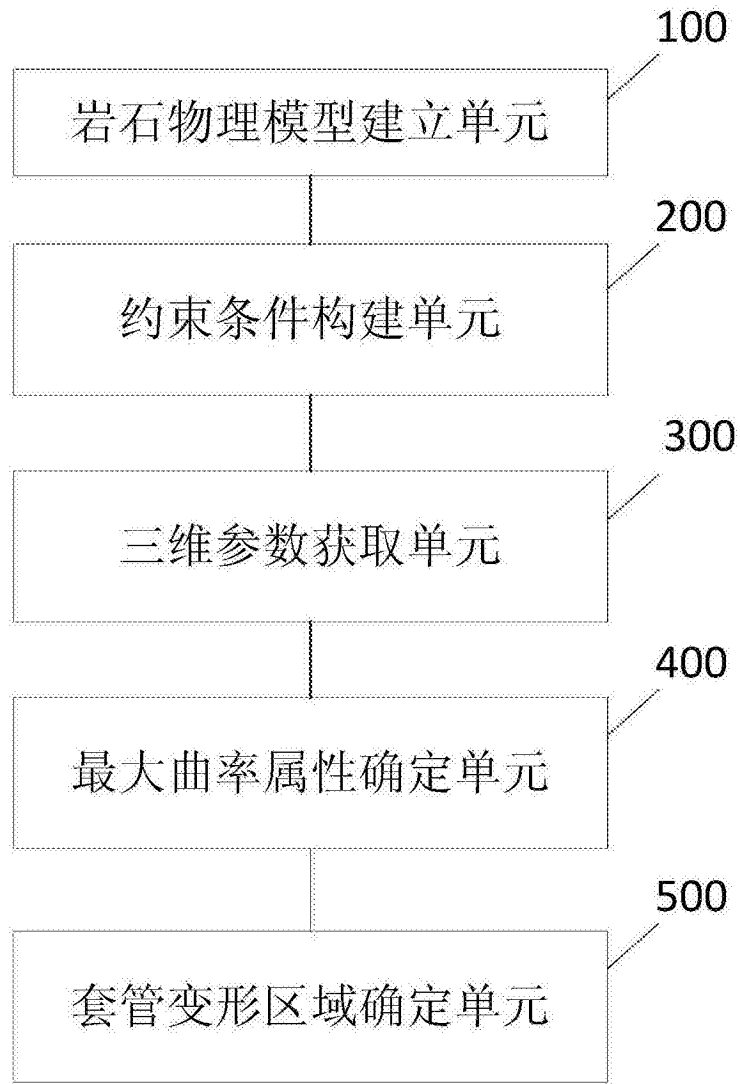 100
岩石物理模型建立单元
200
约束条件构建单元
300
三维参数获取单元
400
最大曲率属性确定单元
500
套管变形区域确定单元